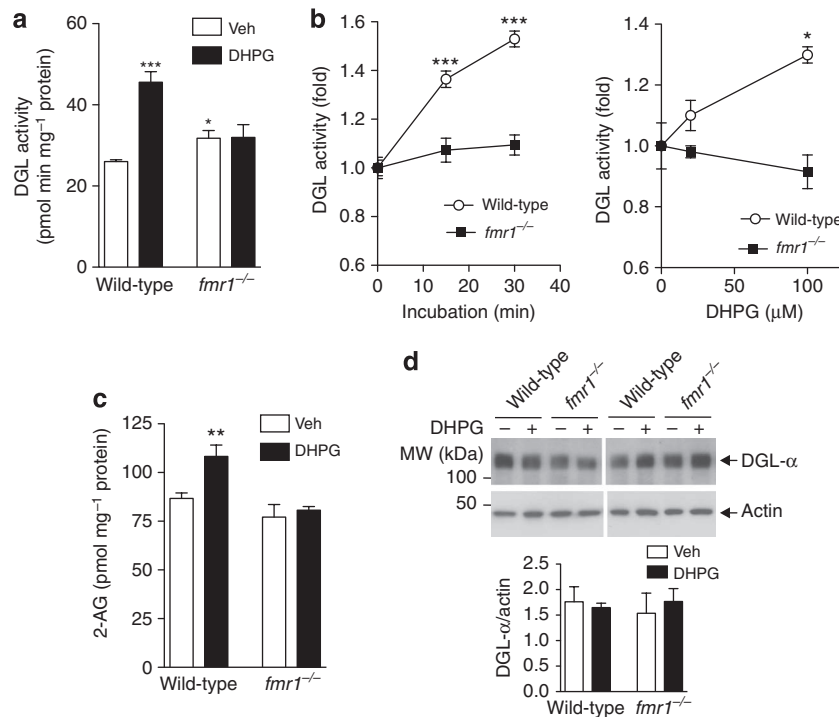 a
60
40
20
0
DGL activity
(pmol min mg⁻¹ protein)
Veh
DHPG
***
*
Wild-type
fmr1⁻/⁻
b
1.6
1.4
1.2
1.0
0.8
0.6
DGL activity (fold)
***
***
Wild-type
fmr1⁻/⁻
0 10 20 30 40
Incubation (min)
1.4
1.2
1.0
0.8
0.6
DGL activity (fold)
*
Wild-type
fmr1⁻/⁻
0 50 100
DHPG (μM)
c
125
100
75
50
25
0
2-AG (pmol mg⁻¹ protein)
Veh
DHPG
**
Wild-type
fmr1⁻/⁻
d
Wild-type fmr1⁻/⁻ Wild-type fmr1⁻/⁻
DHPG − + − + − + − +
MW (kDa)
100
50
DGL-α
Actin
Veh
DHPG
2.5
2.0
1.5
1.0
0.5
0.0
DGL-α/actin
Wild-type fmr1⁻/⁻